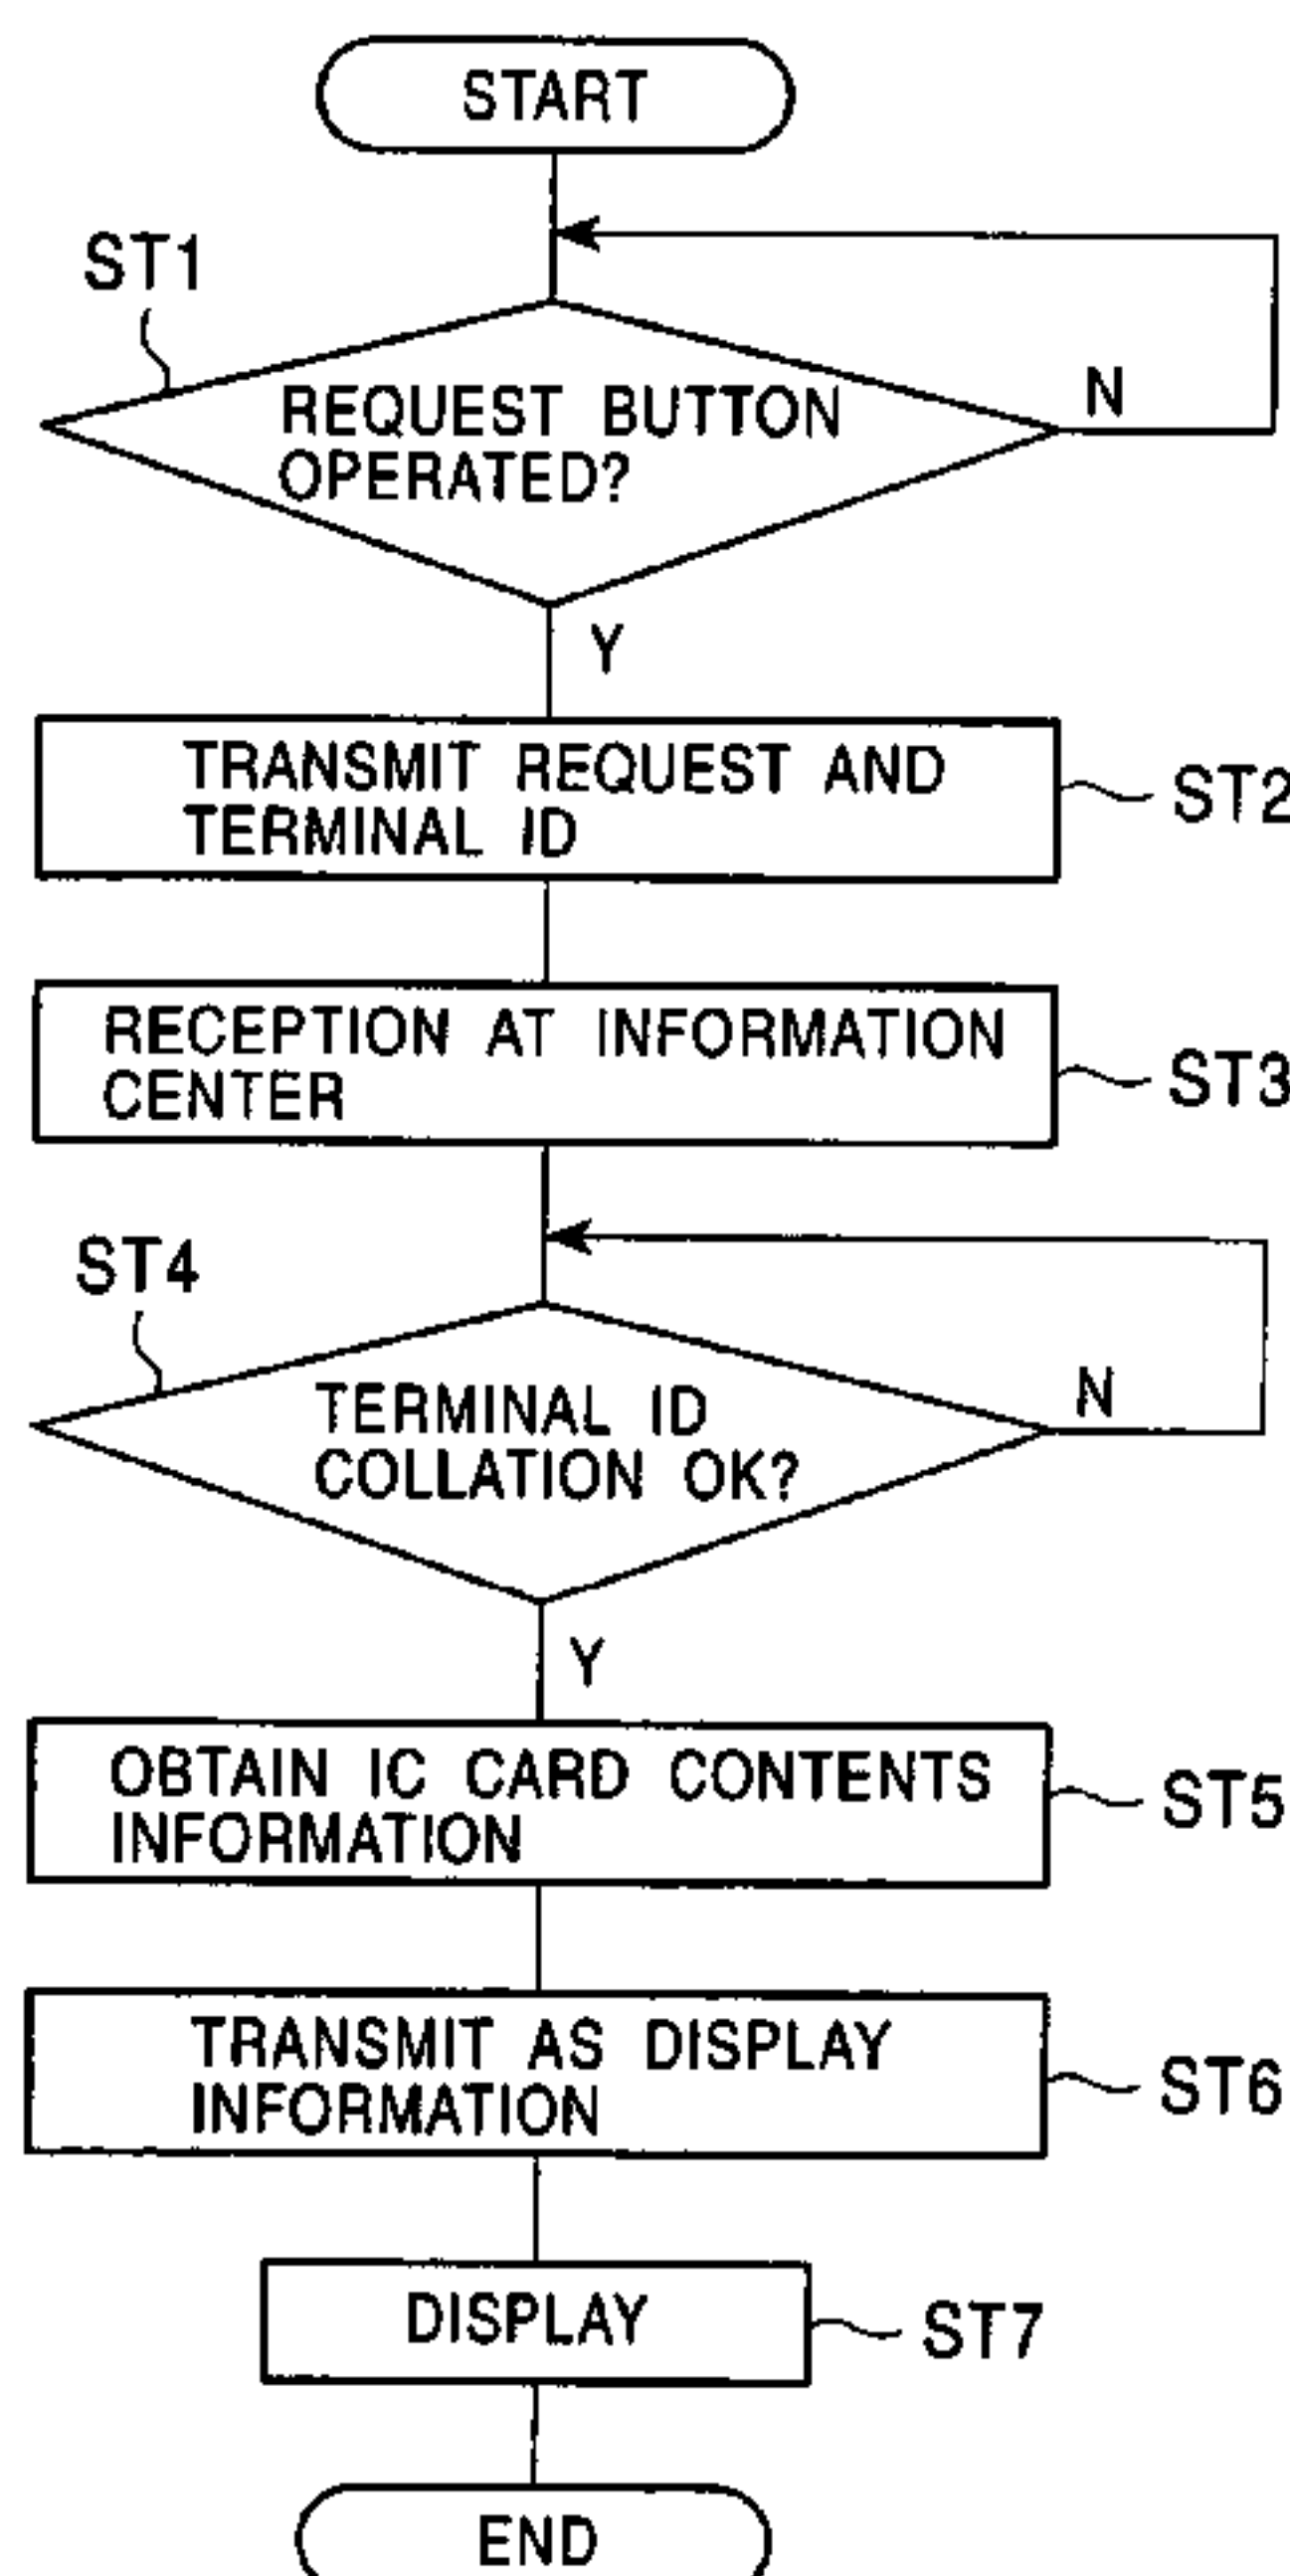 START
ST1
REQUEST BUTTON
OPERATED?
N
Y
TRANSMIT REQUEST AND
TERMINAL ID
ST2
RECEPTION AT INFORMATION
CENTER
ST3
ST4
TERMINAL ID
COLLATION OK?
N
Y
OBTAIN IC CARD CONTENTS
INFORMATION
ST5
TRANSMIT AS DISPLAY
INFORMATION
ST6
DISPLAY
ST7
END